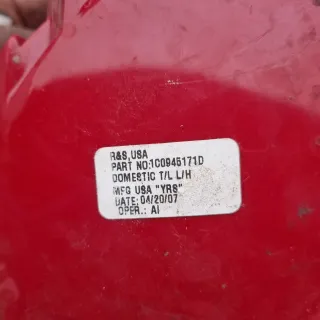 R&S,USA
PART NO:1C0945171D
DOMESTIC T/L L/H
MFG USA "YRS"
DATE: 04/20/07
OPER.: AI